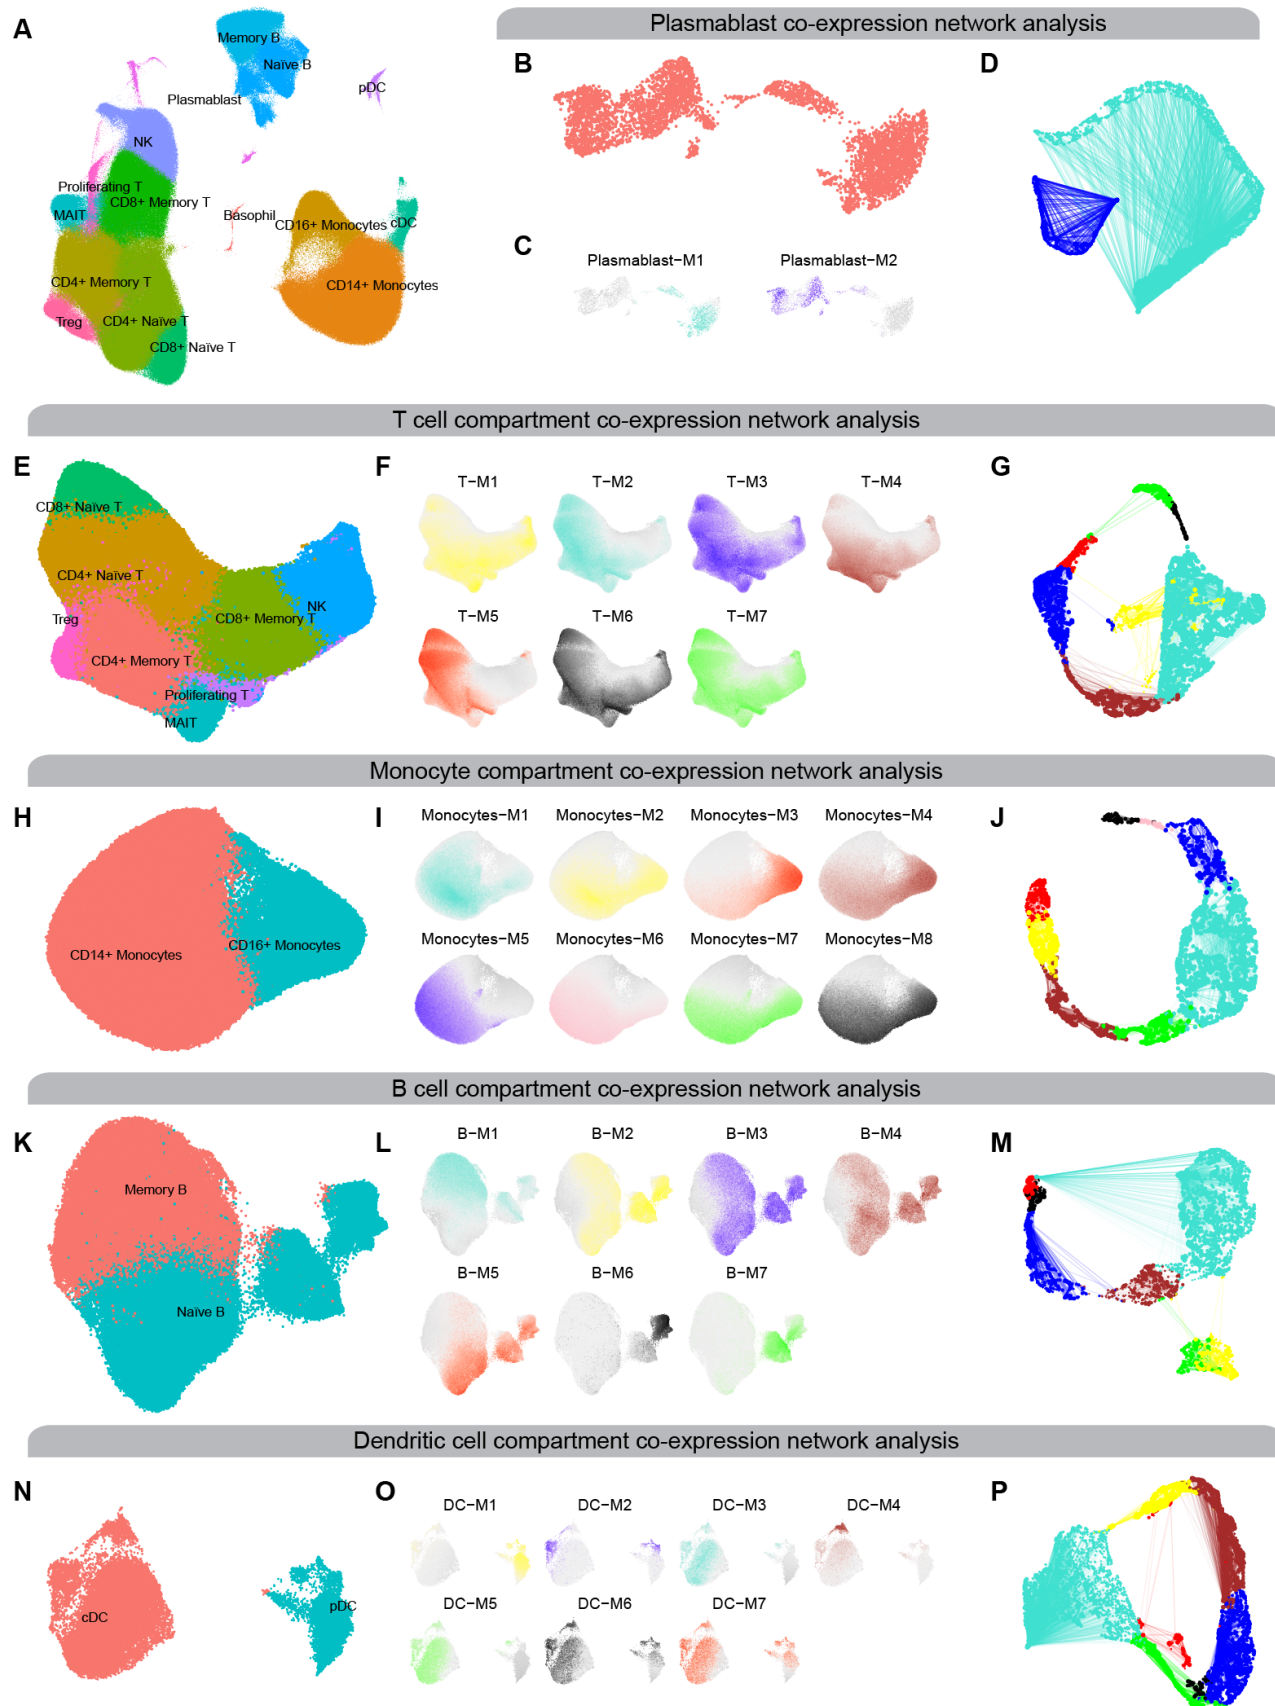 Plasmablast co-expression network analysis
A
Memory B
Naïve B
Plasmablast
pDC
NK
Proliferating T
CD8+ Memory T
MAIT
Basophil
CD16+ Monocytes
cDC
CD4+ Memory T
CD14+ Monocytes
Treg
CD4+ Naïve T
CD8+ Naïve T
B
C
Plasmablast−M1
Plasmablast−M2
D
T cell compartment co-expression network analysis
E
CD8+ Naïve T
CD4+ Naïve T
Treg
CD8+ Memory T
NK
CD4+ Memory T
Proliferating T
MAIT
F
T−M1
T−M2
T−M3
T−M4
T−M5
T−M6
T−M7
G
Monocyte compartment co-expression network analysis
H
CD14+ Monocytes
CD16+ Monocytes
I
Monocytes−M1
Monocytes−M2
Monocytes−M3
Monocytes−M4
Monocytes−M5
Monocytes−M6
Monocytes−M7
Monocytes−M8
J
B cell compartment co-expression network analysis
K
Memory B
Naïve B
L
B−M1
B−M2
B−M3
B−M4
B−M5
B−M6
B−M7
M
Dendritic cell compartment co-expression network analysis
N
cDC
pDC
O
DC−M1
DC−M2
DC−M3
DC−M4
DC−M5
DC−M6
DC−M7
P